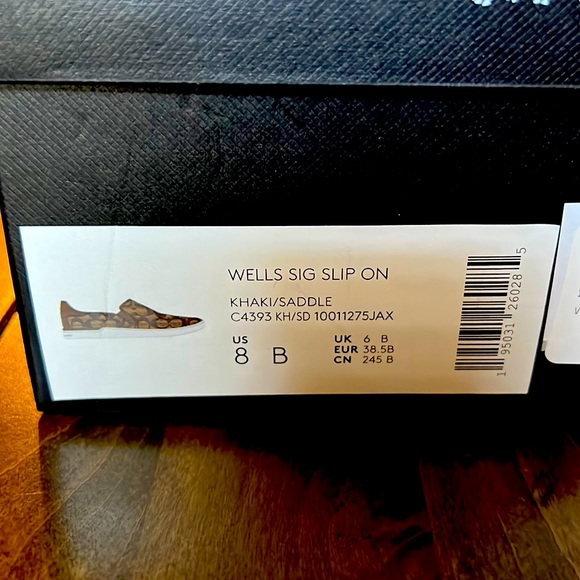 WELLS SIG SLIP ON
KHAKI/SADDLE
C4393 KH/SD 10011275JAX
US
8 B
UK 6 B
EUR 38.5B
CN 245 B
1 95031 26028 5